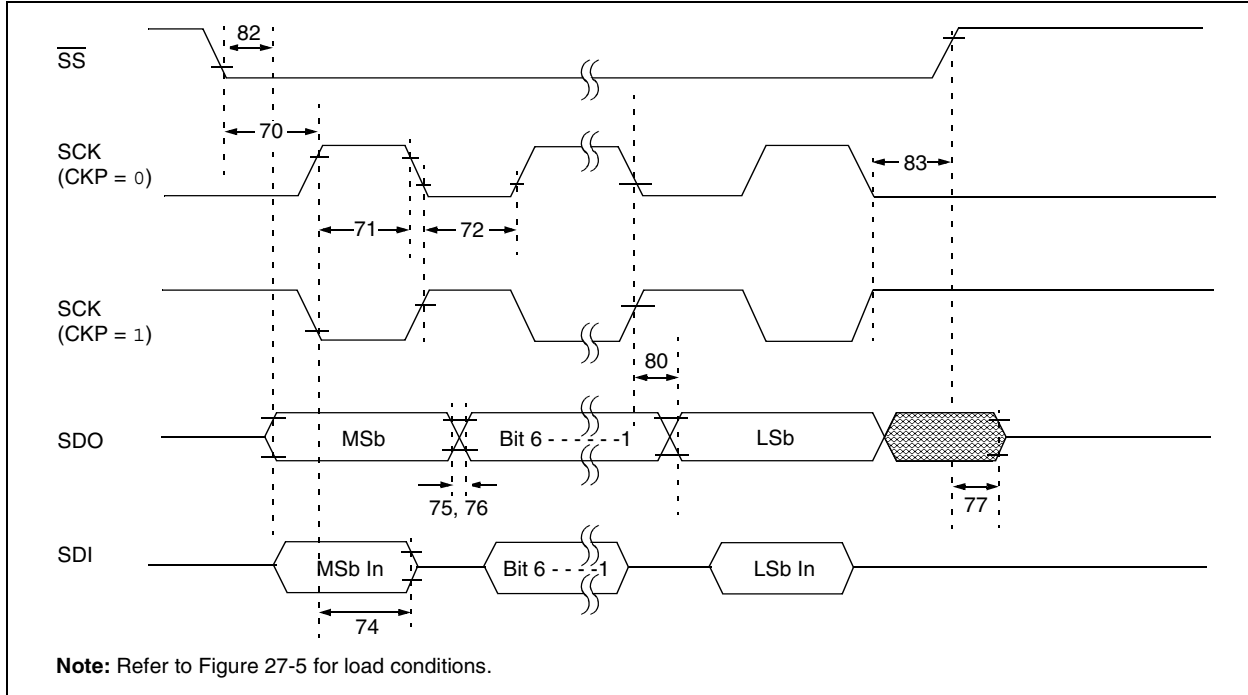 82
SS
70
SCK
(CKP = 0)
83
71
72
SCK
(CKP = 1)
80
SDO
MSb
Bit 6 - - - - - -1
LSb
75, 76
77
SDI
MSb In
Bit 6 - - - -1
LSb In
74
Note: Refer to Figure 27-5 for load conditions.